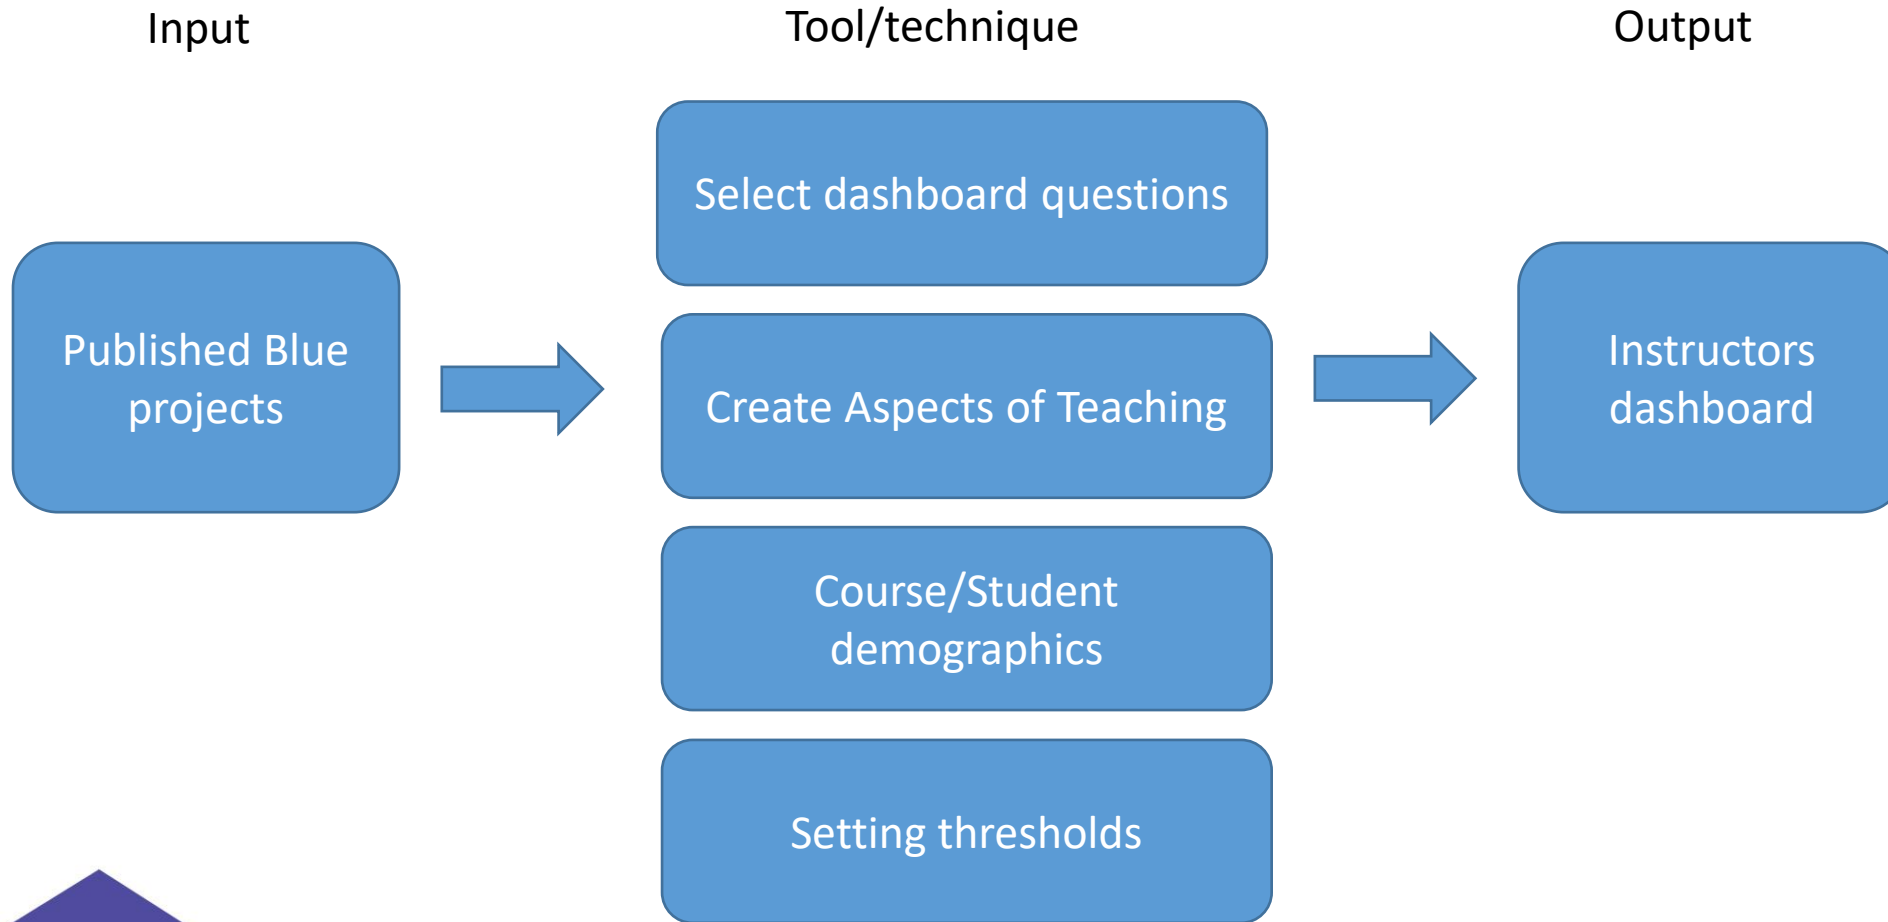 Input
Tool/technique
Output
Select dashboard questions
Published Blue
projects
Create Aspects of Teaching
Instructors
dashboard
Course/Student
demographics
Setting thresholds